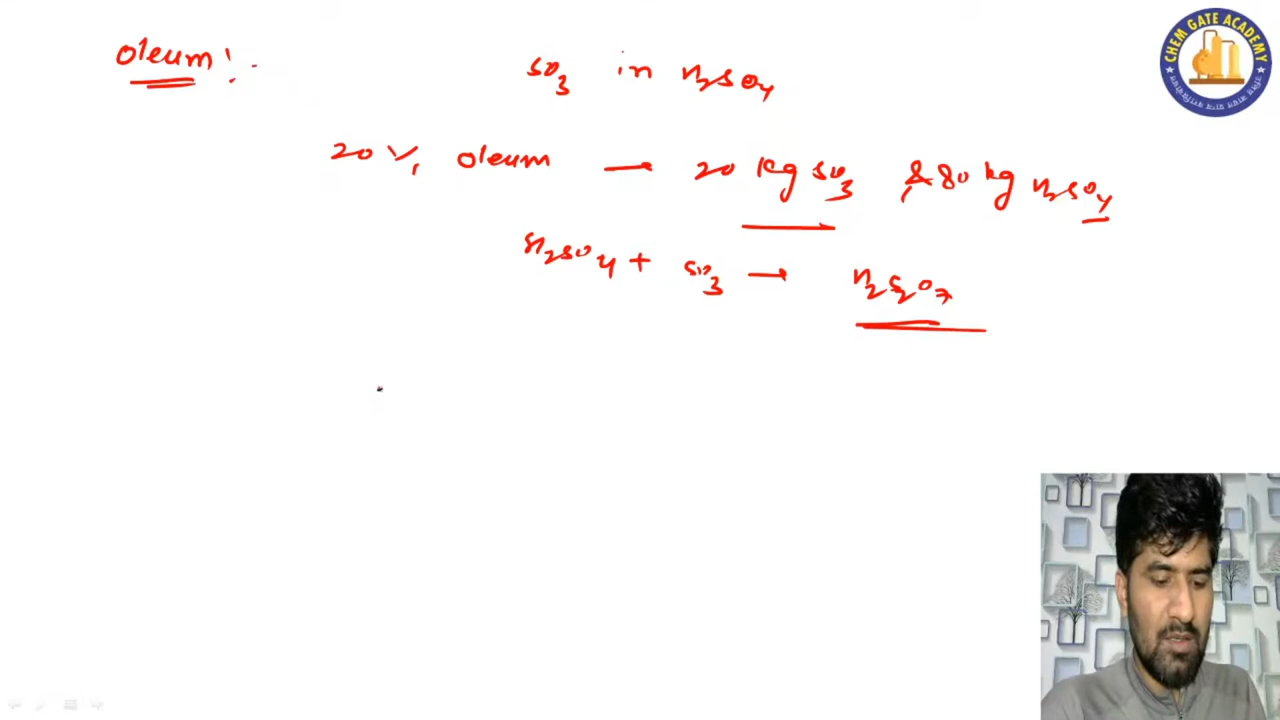 Oleum :-
SO3 in H2SO4
20 % Oleum → 20 kg SO3 & 80 kg H2SO4
H2SO4 + SO3 → H2S2O7
CHEM GATE ACADEMY